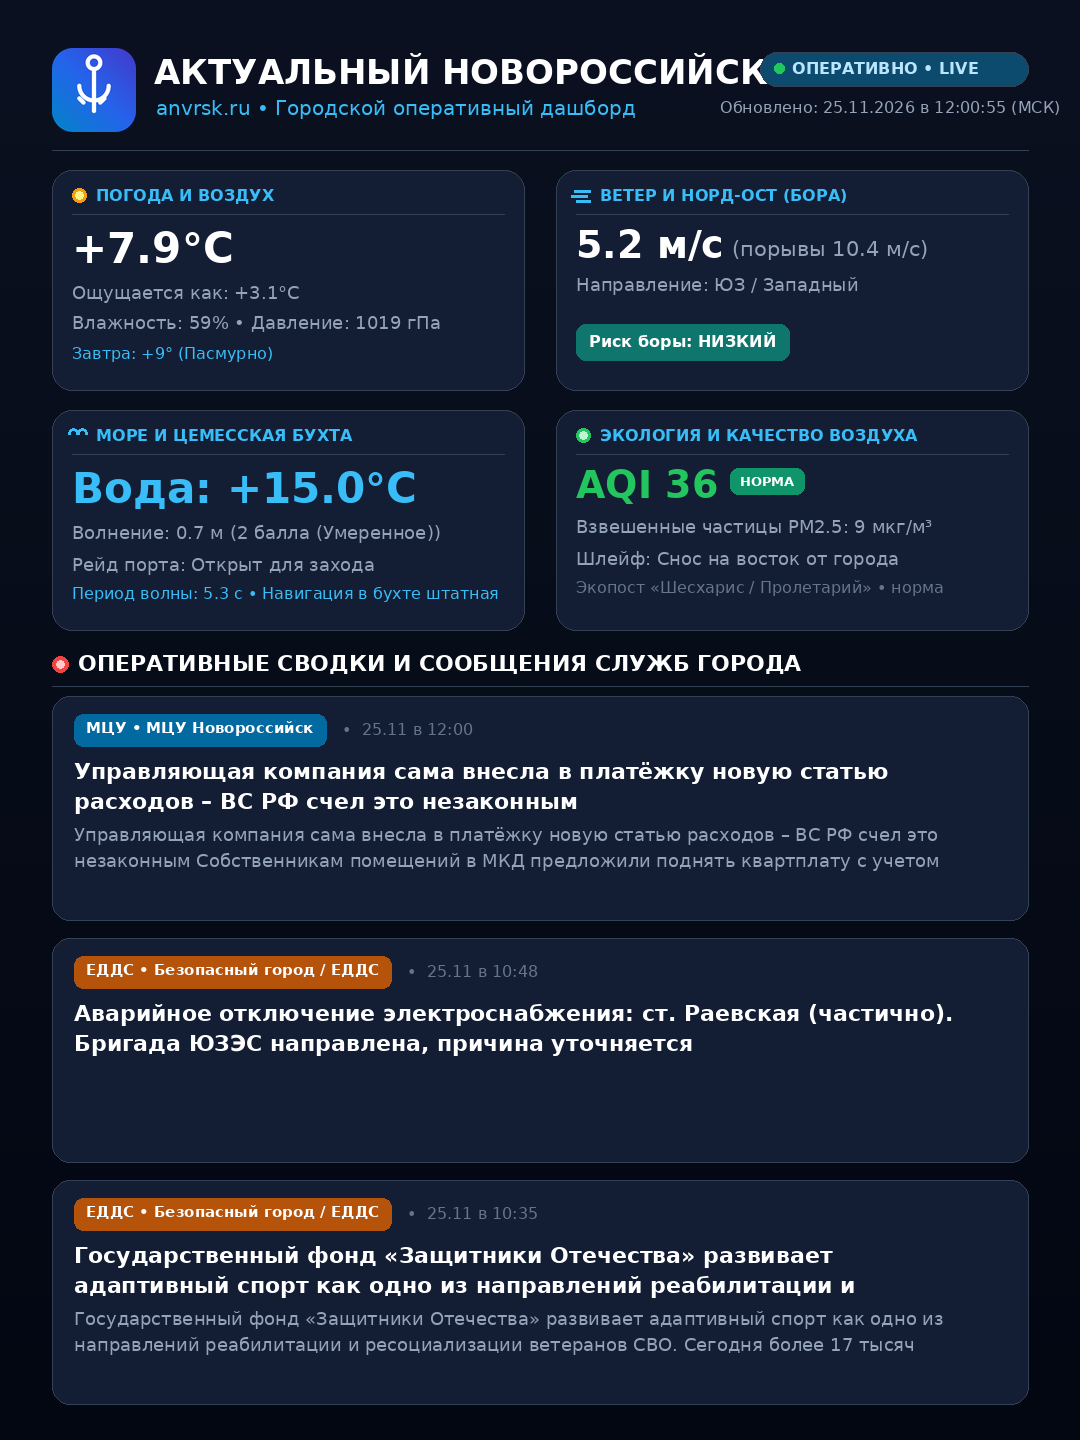 АКТУАЛЬНЫЙ НОВОРОССИЙСК
ОПЕРАТИВНО • LIVE
anvrsk.ru • Городской оперативный дашборд
Обновлено: 25.11.2026 в 12:00:55 (МСК)
ПОГОДА И ВОЗДУХ
+7.9°C
Ощущается как: +3.1°C
Влажность: 59% • Давление: 1019 гПа
Завтра: +9° (Пасмурно)
ВЕТЕР И НОРД-ОСТ (БОРА)
5.2 м/с (порывы 10.4 м/с)
Направление: ЮЗ / Западный
Риск боры: НИЗКИЙ
МОРЕ И ЦЕМЕССКАЯ БУХТА
Вода: +15.0°C
Волнение: 0.7 м (2 балла (Умеренное))
Рейд порта: Открыт для захода
Период волны: 5.3 с • Навигация в бухте штатная
ЭКОЛОГИЯ И КАЧЕСТВО ВОЗДУХА
AQI 36 НОРМА
Взвешенные частицы PM2.5: 9 мкг/м³
Шлейф: Снос на восток от города
Экопост «Шесхарис / Пролетарий» • норма
ОПЕРАТИВНЫЕ СВОДКИ И СООБЩЕНИЯ СЛУЖБ ГОРОДА
МЦУ • МЦУ Новороссийск • 25.11 в 12:00
Управляющая компания сама внесла в платёжку новую статью
расходов – ВС РФ счел это незаконным
Управляющая компания сама внесла в платёжку новую статью расходов – ВС РФ счел это
незаконным Собственникам помещений в МКД предложили поднять квартплату с учетом
ЕДДС • Безопасный город / ЕДДС • 25.11 в 10:48
Аварийное отключение электроснабжения: ст. Раевская (частично).
Бригада ЮЗЭС направлена, причина уточняется
ЕДДС • Безопасный город / ЕДДС • 25.11 в 10:35
Государственный фонд «Защитники Отечества» развивает
адаптивный спорт как одно из направлений реабилитации и
Государственный фонд «Защитники Отечества» развивает адаптивный спорт как одно из
направлений реабилитации и ресоциализации ветеранов СВО. Сегодня более 17 тысяч